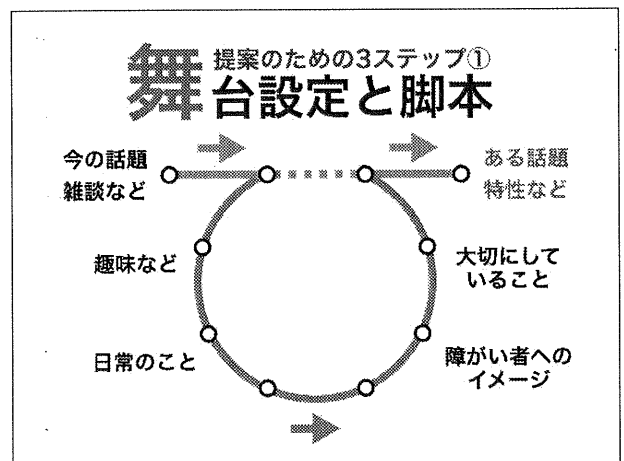 提案のための3ステップ①
舞台設定と脚本
今の話題
雑談など
ある話題
特性など
趣味など
大切にして
いること
日常のこと
障がい者への
イメージ